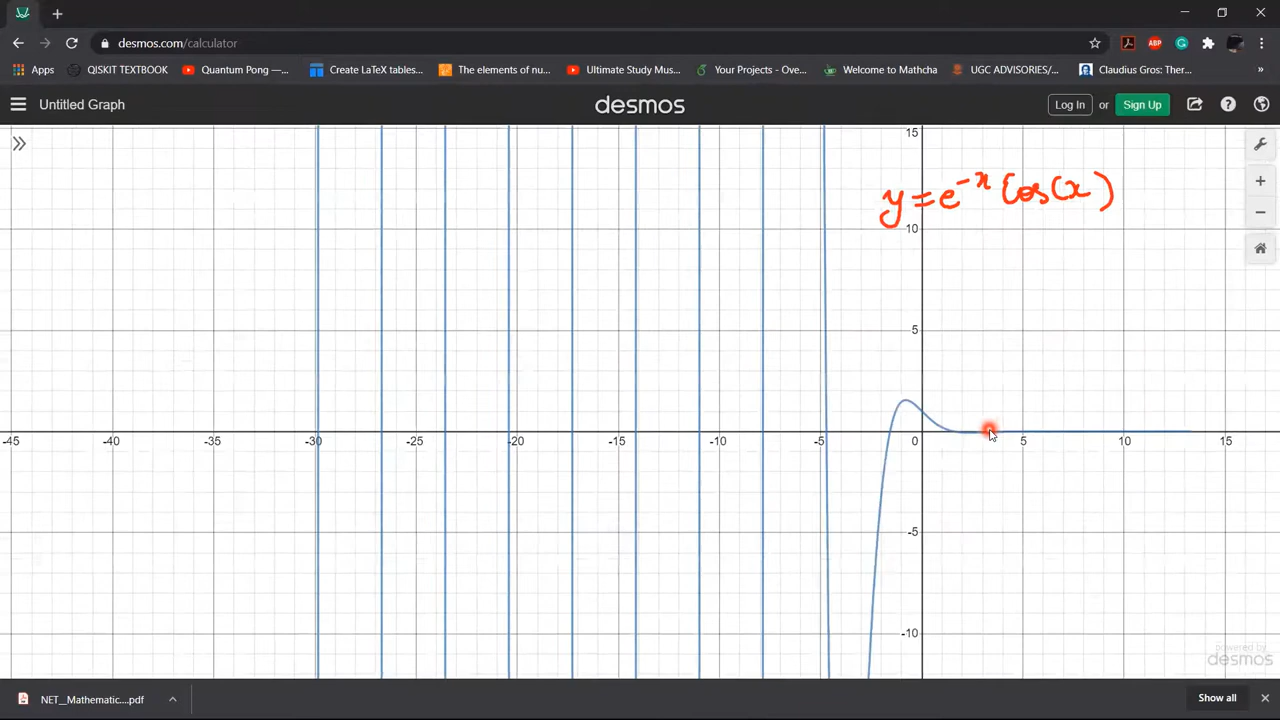 desmos.com/calculator
Apps QISKIT TEXTBOOK Quantum Pong —... Create LaTeX tables... The elements of nu... Ultimate Study Mus... Your Projects - Ove... Welcome to Mathcha UGC ADVISORIES/... Claudius Gros: Ther... »
Untitled Graph desmos Log In or Sign Up
15
y = e^{-x} Cos(x)
10
5
-45 -40 -35 -30 -25 -20 -15 -10 -5 0 5 10 15
-5
-10
powered by
desmos
NET__Mathematic....pdf Show all